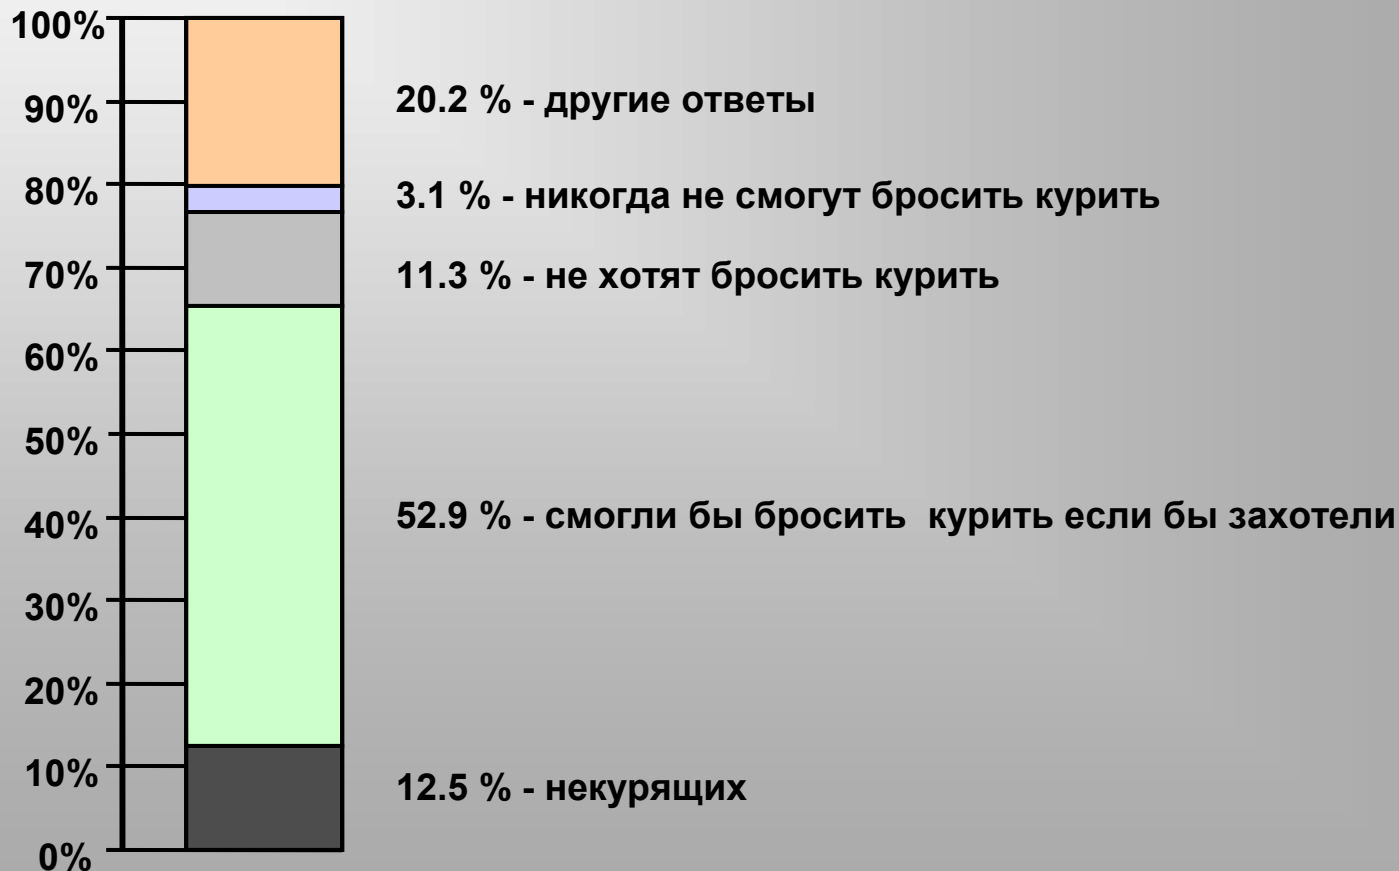 100%
90%
80%
70%
60%
50%
40%
30%
20%
10%
0%
20.2 % - другие ответы
3.1 % - никогда не смогут бросить курить
11.3 % - не хотят бросить курить
52.9 % - смогли бы бросить  курить если бы захотели
12.5 % - некурящих